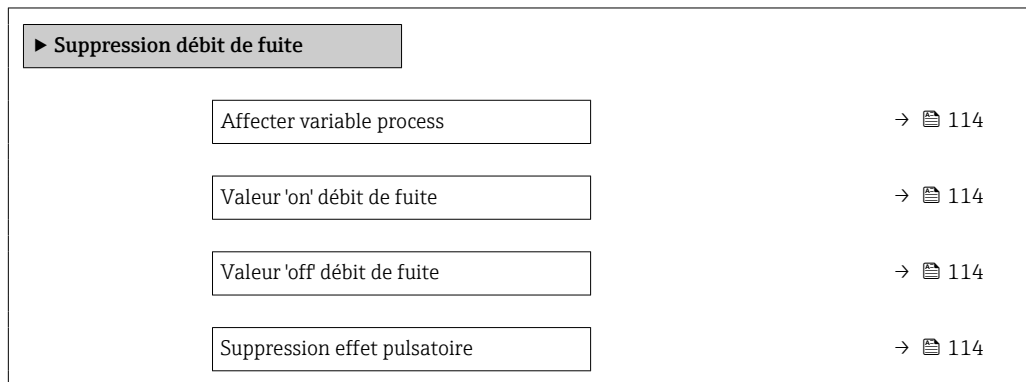 ▶ Suppression débit de fuite
Affecter variable process → 114
Valeur 'on' débit de fuite → 114
Valeur 'off' débit de fuite → 114
Suppression effet pulsatoire → 114